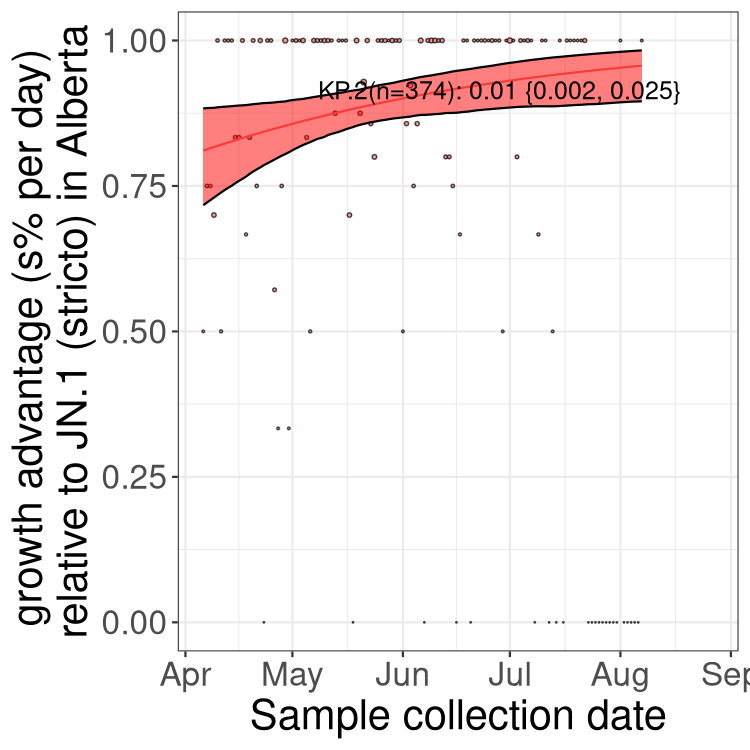 growth advantage (s% per day)
relative to JN.1 (stricto) in Alberta
1.00
0.75
0.50
0.25
0.00
KP.2(n=374): 0.01 {0.002, 0.025}
Apr May Jun Jul Aug Sep
Sample collection date